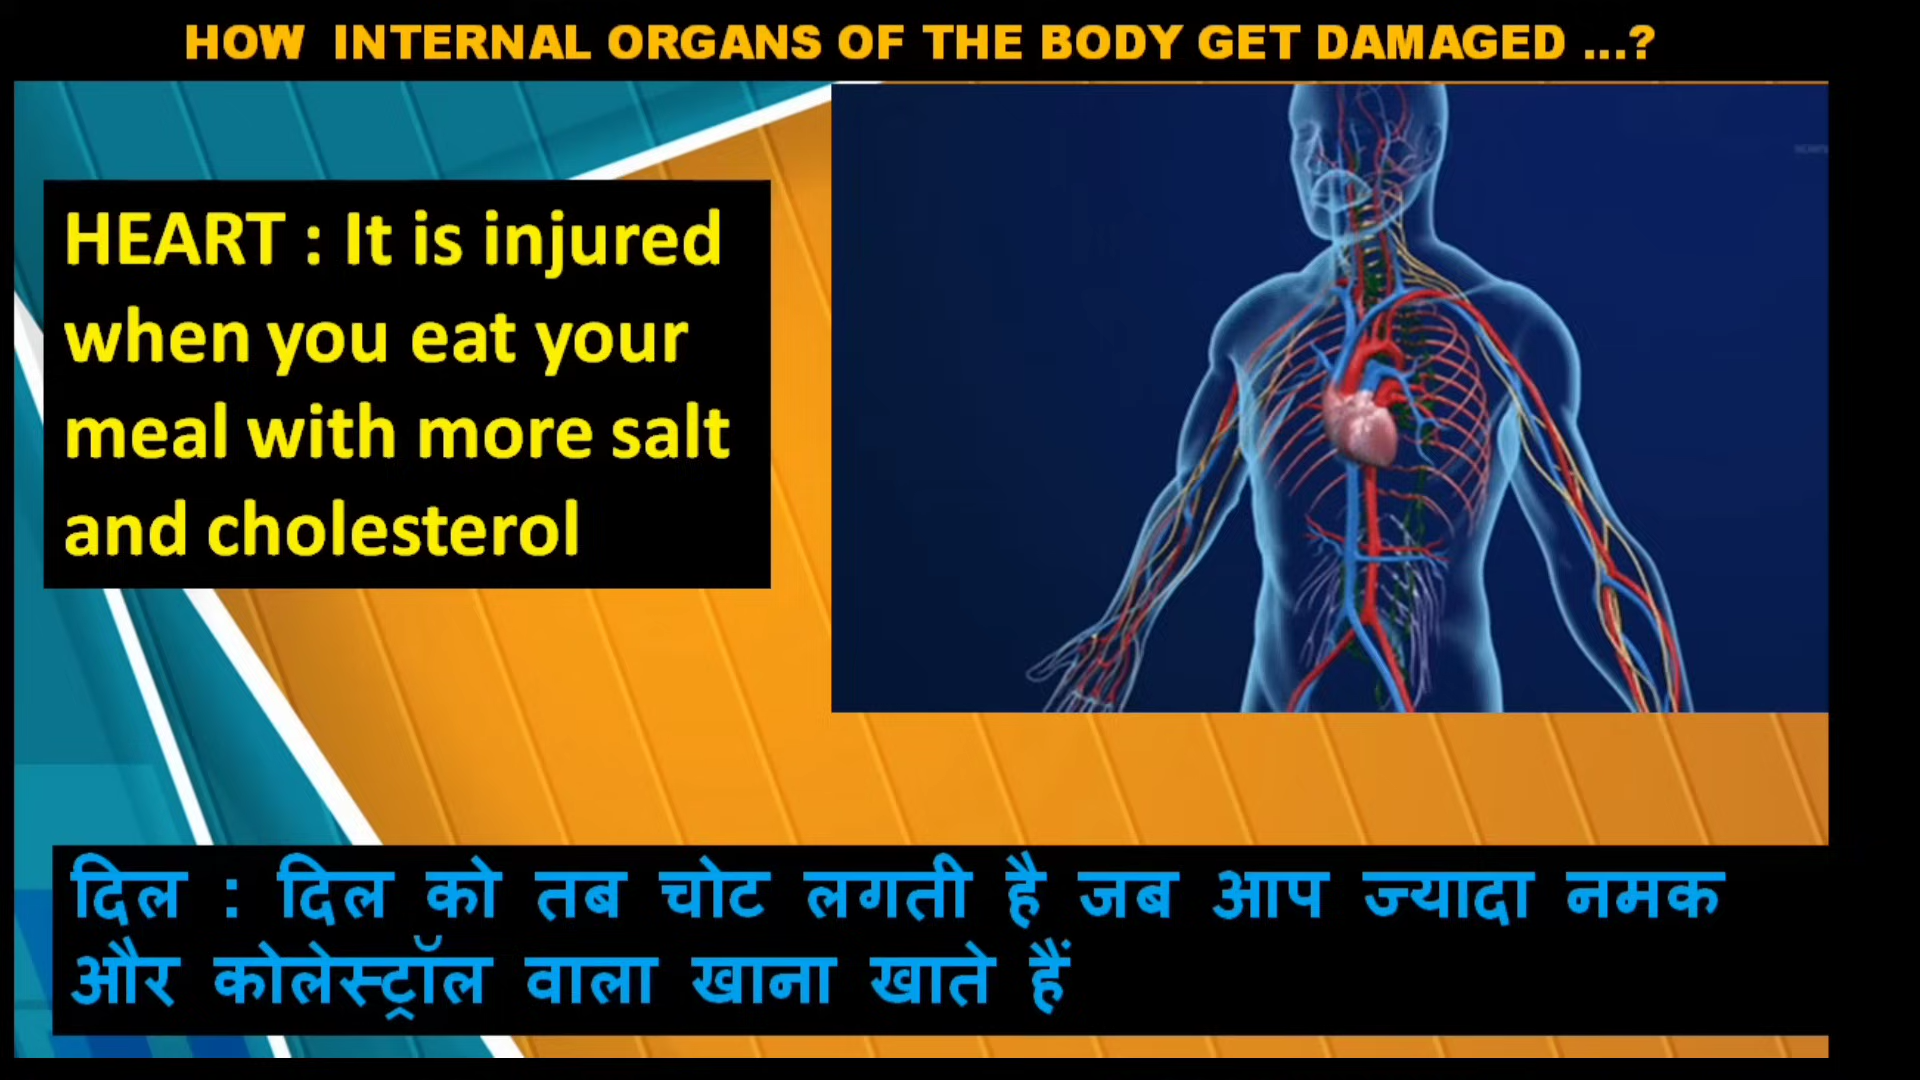 HOW INTERNAL ORGANS OF THE BODY GET DAMAGED ...?
HEART : It is injured
when you eat your
meal with more salt
and cholesterol
दिल : दिल को तब चोट लगती है जब आप ज्यादा नमक
और कोलेस्ट्रॉल वाला खाना खाते हैं